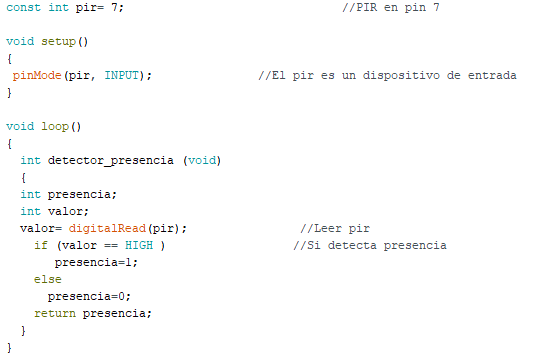 const int pir= 7; //PIR en pin 7
void setup()
{
pinMode(pir, INPUT); //El pir es un dispositivo de entrada
}
void loop()
{
int detector_presencia (void)
{
int presencia;
int valor;
valor= digitalRead(pir); //Leer pir
if (valor == HIGH ) //Si detecta presencia
presencia=1;
else
presencia=0;
return presencia;
}
}